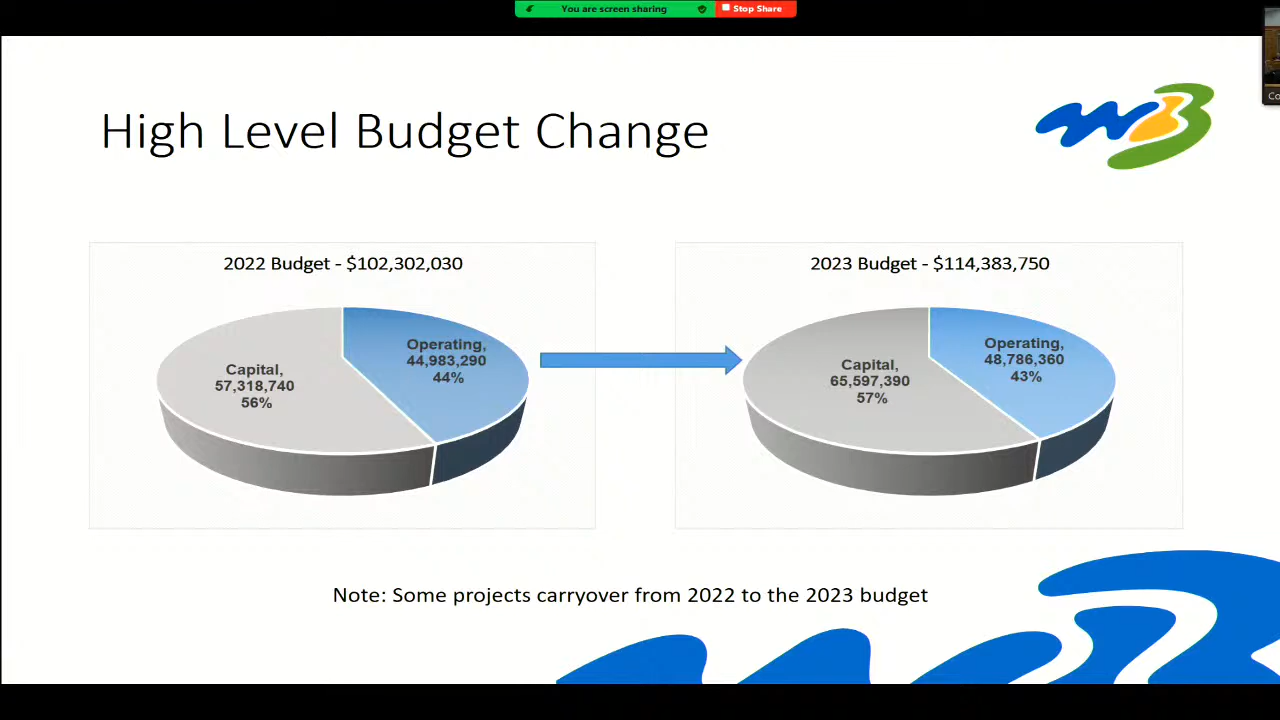 You are screen sharing
Stop Share
Co
High Level Budget Change
2022 Budget - $102,302,030
Operating,
44,983,290
44%
Capital,
57,318,740
56%
2023 Budget - $114,383,750
Operating,
48,786,360
43%
Capital,
65,597,390
57%
Note: Some projects carryover from 2022 to the 2023 budget